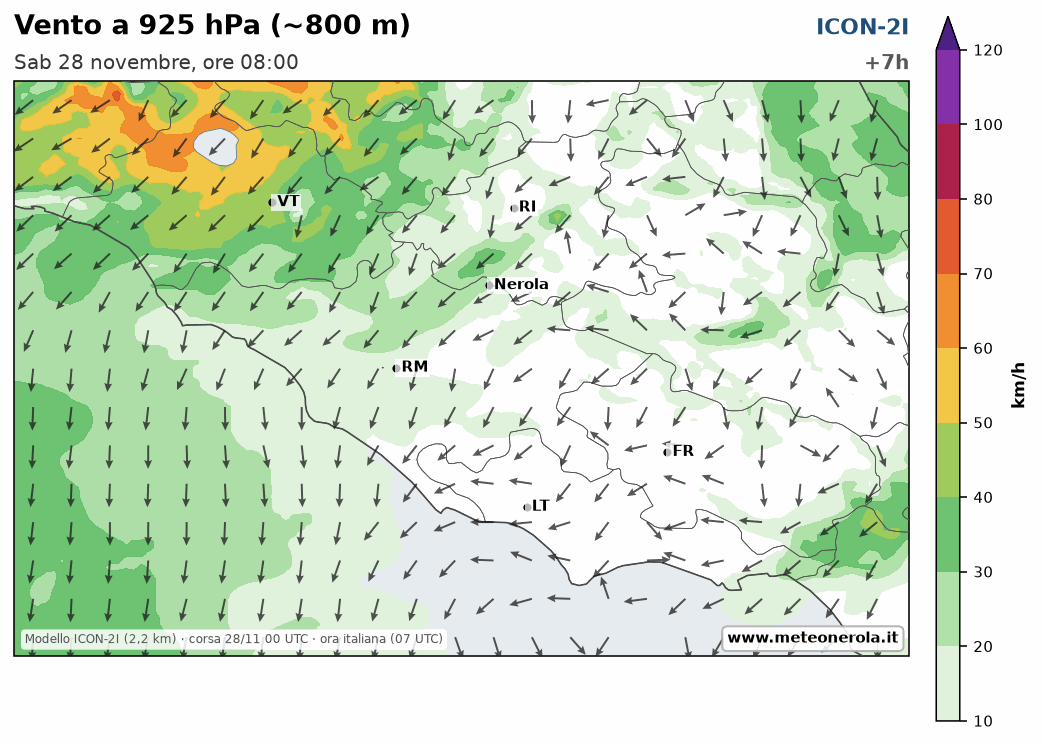 Vento a 925 hPa (~800 m)
ICON-2I
Sab 28 novembre, ore 08:00
+7h
120
100
80
70
60
50
40
30
20
10
km/h
VT
RI
Nerola
RM
FR
LT
Modello ICON-2I (2,2 km) · corsa 28/11 00 UTC · ora italiana (07 UTC)
www.meteonerola.it